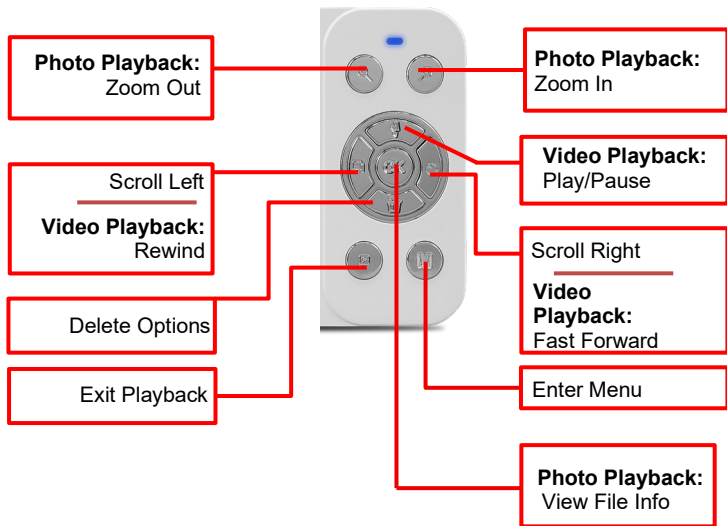 Photo Playback:
Zoom Out
Photo Playback:
Zoom In
Video Playback:
Play/Pause
Scroll Left
Video Playback:
Rewind
OK
Scroll Right
Video
Playback:
Fast Forward
M
Delete Options
Exit Playback
Enter Menu
Photo Playback:
View File Info